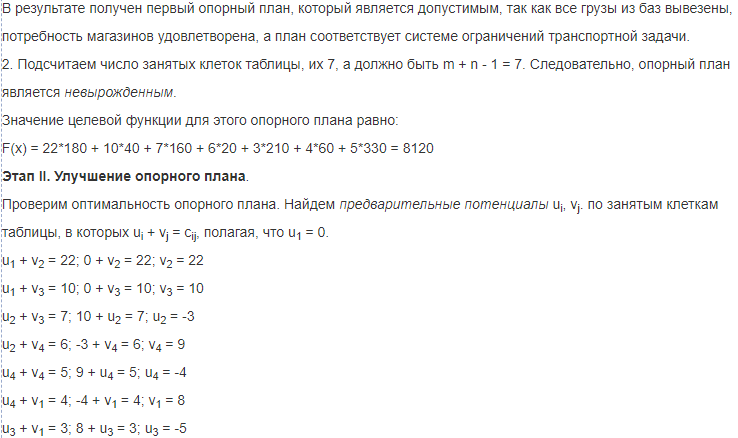 В результате получен первый опорный план, который является допустимым, так как все грузы из баз вывезены,
потребность магазинов удовлетворена, а план соответствует системе ограничений транспортной задачи.
2. Подсчитаем число занятых клеток таблицы, их 7, а должно быть m + n - 1 = 7. Следовательно, опорный план
является невырожденным.
Значение целевой функции для этого опорного плана равно:
F(x) = 22*180 + 10*40 + 7*160 + 6*20 + 3*210 + 4*60 + 5*330 = 8120
Этап II. Улучшение опорного плана.
Проверим оптимальность опорного плана. Найдем предварительные потенциалы uᵢ, vⱼ. по занятым клеткам
таблицы, в которых uᵢ + vⱼ = cᵢⱼ, полагая, что u₁ = 0.
u₁ + v₂ = 22; 0 + v₂ = 22; v₂ = 22
u₁ + v₃ = 10; 0 + v₃ = 10; v₃ = 10
u₂ + v₃ = 7; 10 + u₂ = 7; u₂ = -3
u₂ + v₄ = 6; -3 + v₄ = 6; v₄ = 9
u₄ + v₄ = 5; 9 + u₄ = 5; u₄ = -4
u₄ + v₁ = 4; -4 + v₁ = 4; v₁ = 8
u₃ + v₁ = 3; 8 + u₃ = 3; u₃ = -5